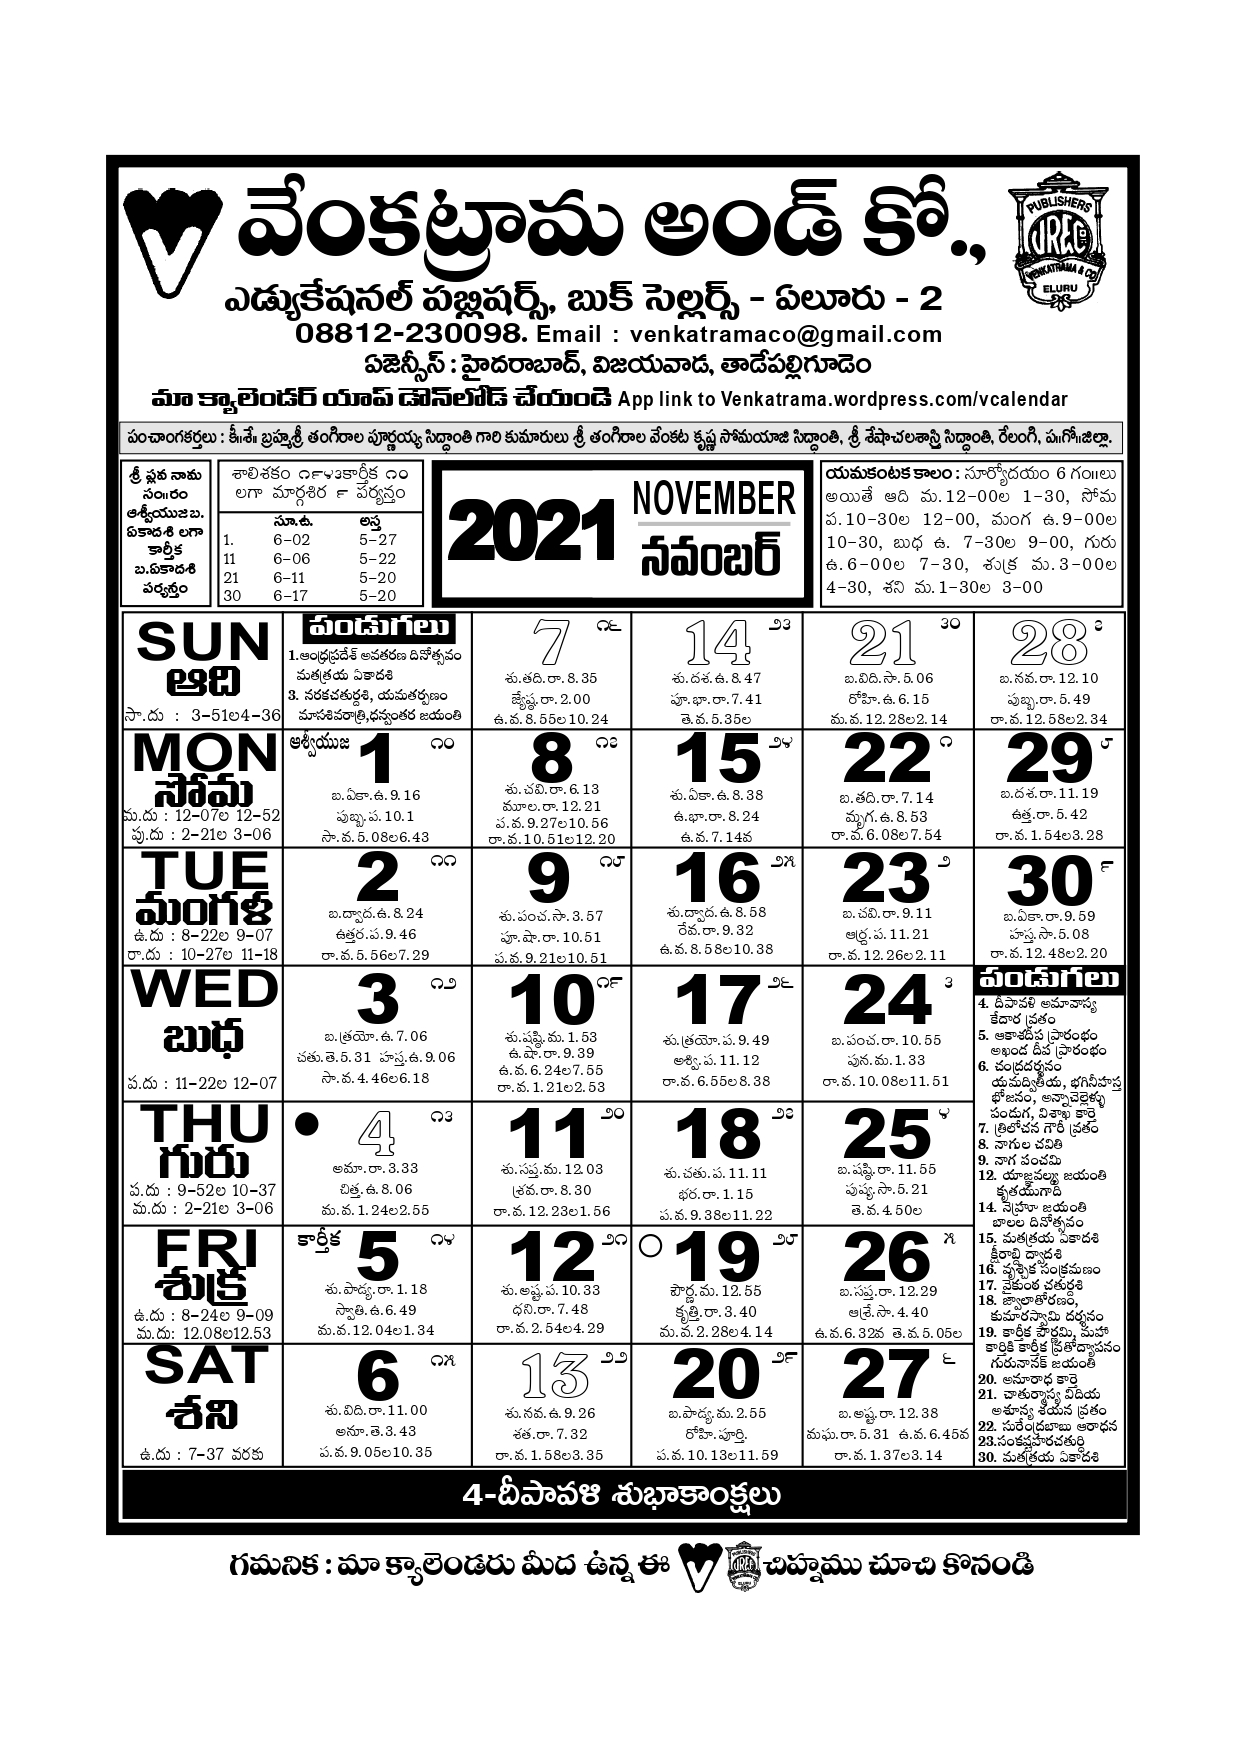 వేంకట్రామ అండ్ కో.,
PUBLISHERS
VREC
VENKATRAMA & CO
ELURU
ఎడ్యుకేషనల్ పబ్లిషర్స్, బుక్ సెల్లర్స్ - ఏలూరు - 2
08812-230098. Email : venkatramaco@gmail.com
ఏజెన్సీస్ : హైదరాబాద్, విజయవాడ, తాడేపల్లిగూడెం
మా క్యాలెండర్ యాప్ డౌన్‌లోడ్ చేయండి App link to Venkatrama.wordpress.com/vcalendar
పంచాంగకర్తలు : కీ॥శే॥ బ్రహ్మశ్రీ తంగిరాల పూర్ణయ్య సిద్ధాంతి గారి కుమారులు శ్రీ తంగిరాల వేంకట కృష్ణ సోమయాజి సిద్ధాంతి, శ్రీ శేషాచలశాస్త్రి సిద్ధాంతి, రేలంగి, ప॥గో॥జిల్లా.
శ్రీ ప్లవ నామ
సం॥రం
ఆశ్వీయుజ బ.
ఏకాదశి లగా
కార్తీక
బ.ఏకాదశి
పర్యన్తం
శాలిశకం ౧౯౪౩కార్తీక ౧౦
లగా మార్గశిర ౯ పర్యన్తం
సూ.ఉ. అస్త
1. 6-02 5-27
11 6-06 5-22
21 6-11 5-20
30 6-17 5-20
2021
NOVEMBER
నవంబర్
యమకంటక కాలం : సూర్యోదయం 6 గం॥లు
అయితే ఆది మ.12-00ల 1-30, సోమ
ప.10-30ల 12-00, మంగ ఉ.9-00ల
10-30, బుధ ఉ. 7-30ల 9-00, గురు
ఉ.6-00ల 7-30, శుక్ర మ.3-00ల
4-30, శని మ.1-30ల 3-00
SUN
ఆది
సా.దు : 3-51ల4-36
పండుగలు
1.ఆంధ్రప్రదేశ్ అవతరణ దినోత్సవం
మతత్రయ ఏకాదశి
3. నరకచతుర్దశి, యమతర్పణం
మాసశివరాత్రి,ధన్వంతర జయంతి
7 ౧౬
శు.తది.రా.8.35
జ్యేష్ఠ.రా.2.00
ఉ.వ.8.55ల10.24
14 ౨౩
శు.దశ.ఉ.8.47
పూ.భా.రా.7.41
తె.వ.5.35ల
21 ౩౦
బ.విది.సా.5.06
రోహి.ఉ.6.15
మ.వ.12.28ల2.14
28 ౭
బ.నవ.రా.12.10
పుబ్బ.రా.5.49
రా.వ.12.58ల2.34
MON
సోమ
మ.దు : 12-07ల 12-52
పు.దు : 2-21ల 3-06
ఆశ్వీయుజ 1 ౧౦
బ.ఏకా.ఉ.9.16
పుబ్బ.ప.10.1
సా.వ.5.08ల6.43
8 ౧౭
శు.చవి.రా.6.13
మూల.రా.12.21
ప.వ.9.27ల10.56
రా.వ.10.51ల12.20
15 ౨౪
శు.ఏకా.ఉ.8.38
ఉ.భా.రా.8.24
ఉ.వ.7.14వ
22 ౧
బ.తది.రా.7.14
మృగ.ఉ.8.53
రా.వ.6.08ల7.54
29 ౮
బ.దశ.రా.11.19
ఉత్త.రా.5.42
రా.వ.1.54ల3.28
TUE
మంగళ
ఉ.దు : 8-22ల 9-07
రా.దు : 10-27ల 11-18
2 ౧౧
బ.ద్వాద.ఉ.8.24
ఉత్తర.ప.9.46
రా.వ.5.56ల7.29
9 ౧౮
శు.పంచ.సా.3.57
పూ.షా.రా.10.51
ప.వ.9.21ల10.51
16 ౨౫
శు.ద్వాద.ఉ.8.58
రేవ.రా.9.32
ఉ.వ.8.58ల10.38
23 ౨
బ.చవి.రా.9.11
ఆర్ద్ర.ప.11.21
రా.వ.12.26ల2.11
30 ౯
బ.ఏకా.రా.9.59
హస్త.సా.5.08
రా.వ.12.48ల2.20
WED
బుధ
ప.దు : 11-22ల 12-07
3 ౧౨
బ.త్రయో.ఉ.7.06
చతు.తె.5.31 హస్త.ఉ.9.06
సా.వ.4.46ల6.18
10 ౧౯
శు.షష్ఠి.మ.1.53
ఉ.షా.రా.9.39
ఉ.వ.6.24ల7.55
రా.వ.1.21ల2.53
17 ౨౬
శు.త్రయో.ప.9.49
అశ్వి.ప.11.12
రా.వ.6.55ల8.38
24 ౩
బ.పంచ.రా.10.55
పున.మ.1.33
రా.వ.10.08ల11.51
పండుగలు
4. దీపావళి అమావాస్య
కేదార వ్రతం
5. ఆకాశదీప ప్రారంభం
అఖండ దీప ప్రారంభం
6. చంద్రదర్శనం
యమద్వితీయ, భగినీహస్త
భోజనం, అన్నాచెల్లెళ్ళు
పండుగ, విశాఖ కార్తె
7. త్రిలోచన గౌరీ వ్రతం
8. నాగుల చవితి
9. నాగ పంచమి
12. యాజ్ఞవల్క్య జయంతి
కృతయుగాది
14. నెహ్రూ జయంతి
బాలల దినోత్సవం
15. మతత్రయ ఏకాదశి
క్షీరాబ్ది ద్వాదశి
16. వృశ్చిక సంక్రమణం
17. వైకుంఠ చతుర్దశి
18. జ్వాలాతోరణం,
కుమారస్వామి దర్శనం
19. కార్తీక పౌర్ణమి, మహా
కార్తికి కార్తీక వ్రతోద్యాపనం
గురునానక్ జయంతి
20. అనూరాధ కార్తె
21. చాతుర్మాస్య విదియ
అశూన్య శయన వ్రతం
22. సురేంద్రబాబు ఆరాధన
23.సంకష్టహరచతుర్థి
30. మతత్రయ ఏకాదశి
THU
గురు
ప.దు : 9-52ల 10-37
మ.దు : 2-21ల 3-06
4 ౧౩
అమా.రా.3.33
చిత్త.ఉ.8.06
మ.వ.1.24ల2.55
11 ౨౦
శు.సప్త.మ.12.03
శ్రవ.రా.8.30
రా.వ.12.23ల1.56
18 ౨౭
శు.చతు.ప.11.11
భర.రా.1.15
ప.వ.9.38ల11.22
25 ౪
బ.షష్ఠి.రా.11.55
పుష్య.సా.5.21
తె.వ.4.50ల
FRI
శుక్ర
ఉ.దు : 8-24ల 9-09
మ.దు: 12.08ల12.53
కార్తీక 5 ౧౪
శు.పాడ్య.రా.1.18
స్వాతి.ఉ.6.49
మ.వ.12.04ల1.34
12 ౨౧
శు.అష్ట.ప.10.33
ధని.రా.7.48
రా.వ.2.54ల4.29
19 ౨౮
పౌర్ణ.మ.12.55
కృత్తి.రా.3.40
మ.వ.2.28ల4.14
26 ౫
బ.సప్త.రా.12.29
ఆశ్రే.సా.4.40
ఉ.వ.6.32వ తె.వ.5.05ల
SAT
శని
ఉ.దు : 7-37 వరకు
6 ౧౫
శు.విది.రా.11.00
అనూ.తె.3.43
ప.వ.9.05ల10.35
13 ౨౨
శు.నవ.ఉ.9.26
శత.రా.7.32
రా.వ.1.58ల3.35
20 ౨౯
బ.పాడ్య.మ.2.55
రోహి.పూర్తి.
ప.వ.10.13ల11.59
27 ౬
బ.అష్ట.రా.12.38
మఘ.రా.5.31 ఉ.వ.6.45వ
రా.వ.1.37ల3.14
4-దీపావళి శుభాకాంక్షలు
గమనిక : మా క్యాలెండరు మీద ఉన్న ఈ చిహ్నము చూచి కొనండి